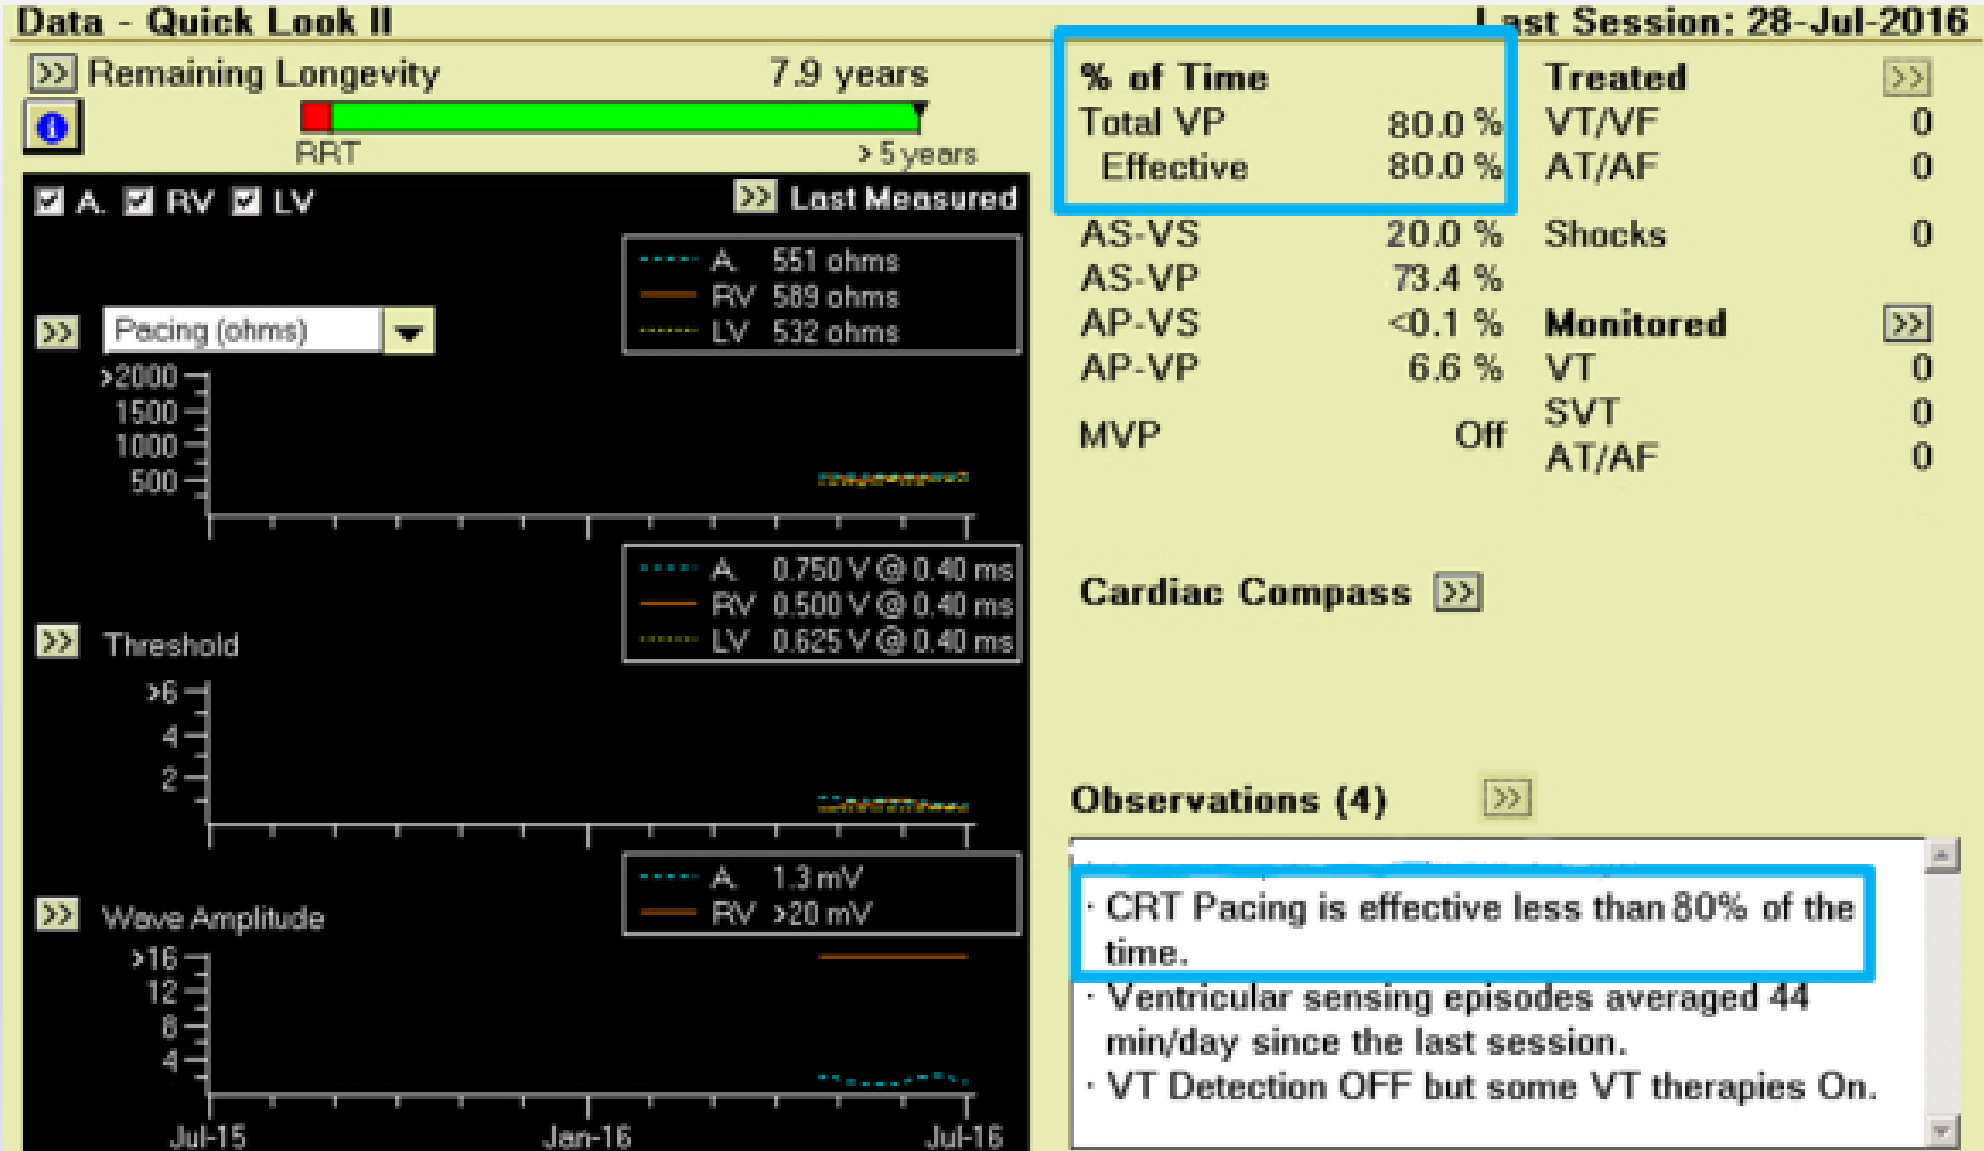 Data - Quick Look II
Last Session: 28-Jul-2016
>> Remaining Longevity 7.9 years
i
RRT > 5 years
A. RV LV >> Last Measured
A. 551 ohms
RV 589 ohms
LV 532 ohms
>> Pacing (ohms)
>2000
1500
1000
500
A. 0.750 V @ 0.40 ms
RV 0.500 V @ 0.40 ms
LV 0.625 V @ 0.40 ms
>> Threshold
>6
4
2
A. 1.3 mV
RV >20 mV
>> Wave Amplitude
>16
12
8
4
Jul-15 Jan-16 Jul-16
% of Time
Total VP 80.0 %
Effective 80.0 %
AS-VS 20.0 %
AS-VP 73.4 %
AP-VS <0.1 %
AP-VP 6.6 %
MVP Off
Treated >>
VT/VF 0
AT/AF 0
Shocks 0
Monitored >>
VT 0
SVT 0
AT/AF 0
Cardiac Compass >>
Observations (4) >>
· CRT Pacing is effective less than 80% of the
time.
· Ventricular sensing episodes averaged 44
min/day since the last session.
· VT Detection OFF but some VT therapies On.